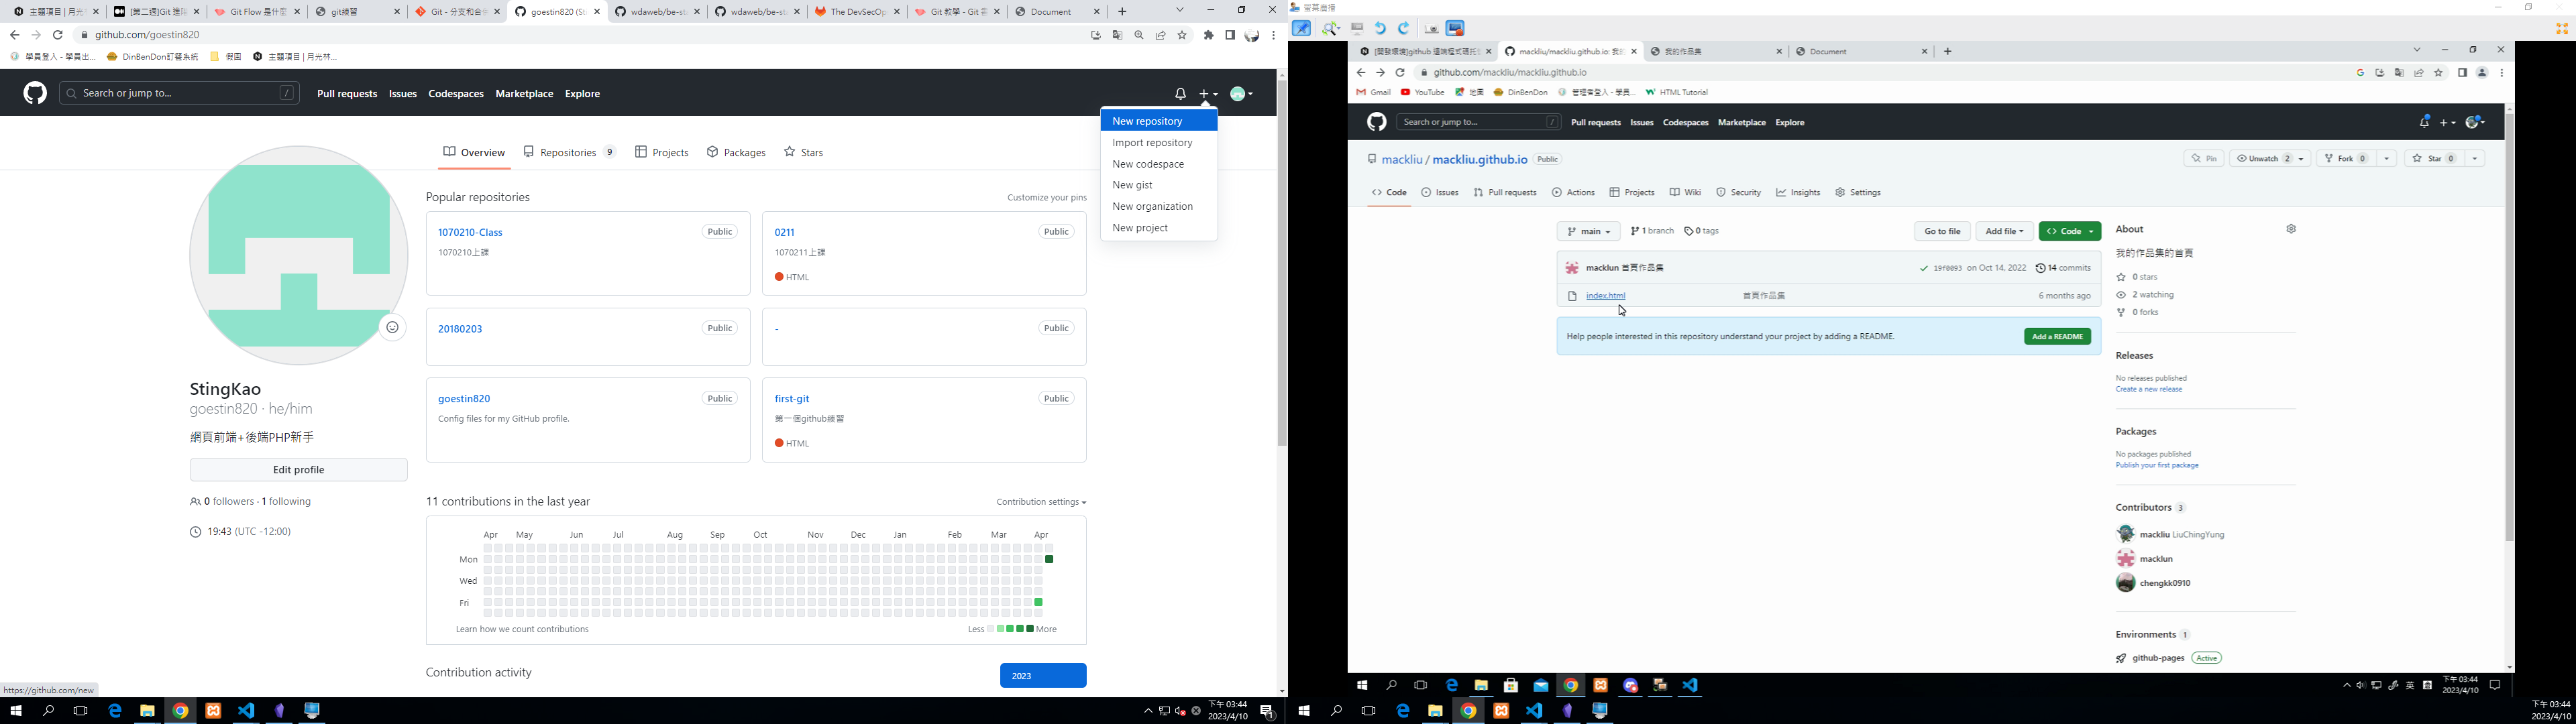 主題項目 | 月光
[第二週]Git 進階
Git Flow 是什麼
git練習
Git - 分支和合併
goestin820 (Sti
wdaweb/be-st
wdaweb/be-st
The DevSecOp
Git 教學 - Git
Document
github.com/goestin820
學員登入 - 學員出...
DinBenDon訂餐系統
假面
主題項目 | 月光林...
Search or jump to...
/
Pull requests
Issues
Codespaces
Marketplace
Explore
New repository
Import repository
New codespace
New gist
New organization
New project
Overview
Repositories 9
Projects
Packages
Stars
Popular repositories
Customize your pins
1070210-Class
Public
1070210上課
0211
Public
1070211上課
HTML
20180203
Public
-
Public
goestin820
Public
Config files for my GitHub profile.
first-git
Public
第一個github練習
HTML
StingKao
goestin820 · he/him
網頁前端+後端PHP新手
Edit profile
0 followers · 1 following
19:43 (UTC -12:00)
11 contributions in the last year
Contribution settings
Apr May Jun Jul Aug Sep Oct Nov Dec Jan Feb Mar Apr
Mon
Wed
Fri
Learn how we count contributions
Less
More
Contribution activity
2023
https://github.com/new
下午 03:44
2023/4/10
1
螢幕廣播
[開發環境]github 遠端程式碼托
mackliu/mackliu.github.io: 我
我的作品集
Document
github.com/mackliu/mackliu.github.io
Gmail
YouTube
地圖
DinBenDon
管理者登入 - 學員...
HTML Tutorial
Search or jump to...
/
Pull requests
Issues
Codespaces
Marketplace
Explore
mackliu / mackliu.github.io
Public
Pin
Unwatch 2
Fork 0
Star 0
Code
Issues
Pull requests
Actions
Projects
Wiki
Security
Insights
Settings
main
1 branch
0 tags
Go to file
Add file
Code
macklun 首頁作品集
19f0093 on Oct 14, 2022
14 commits
index.html
首頁作品集
6 months ago
Help people interested in this repository understand your project by adding a README.
Add a README
About
我的作品集的首頁
0 stars
2 watching
0 forks
Releases
No releases published
Create a new release
Packages
No packages published
Publish your first package
Contributors 3
mackliu LiuChingYung
macklun
chengkk0910
Environments 1
github-pages
Active
英
下午 03:44
2023/4/10
下午 03:44
2023/4/10